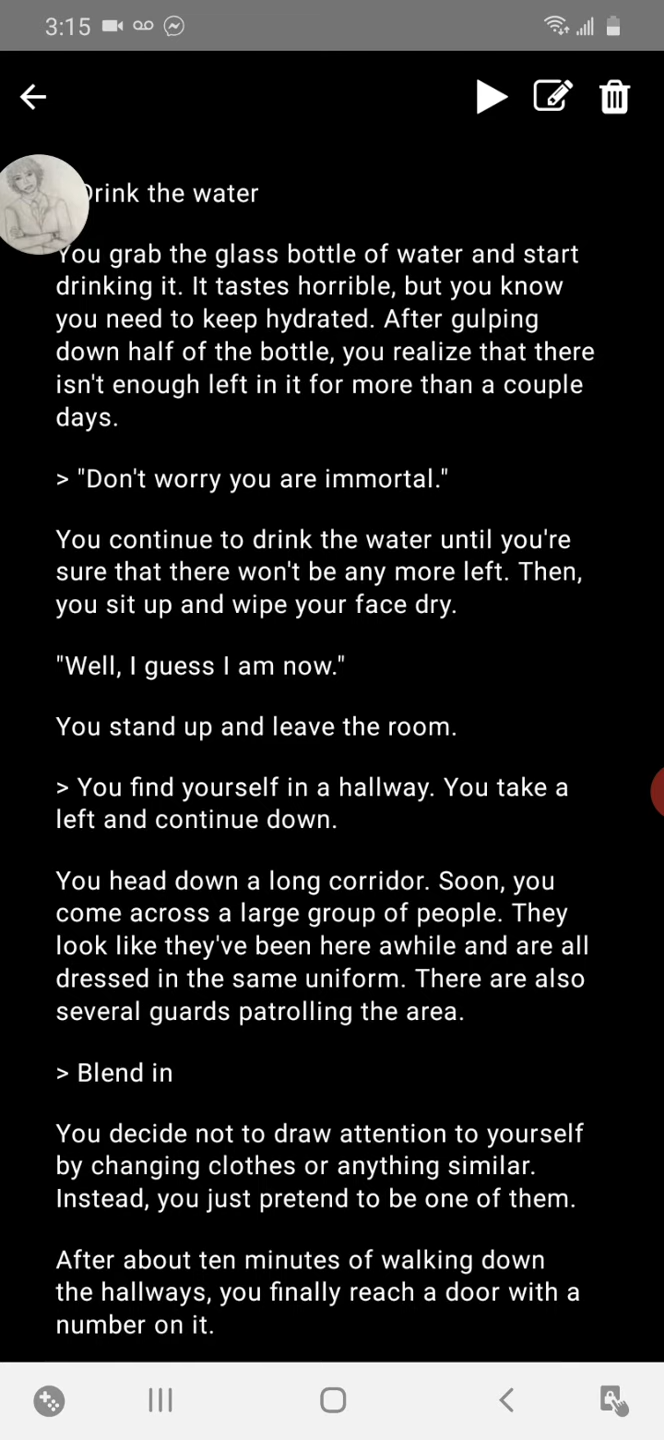 3:15
Drink the water
You grab the glass bottle of water and start
drinking it. It tastes horrible, but you know
you need to keep hydrated. After gulping
down half of the bottle, you realize that there
isn't enough left in it for more than a couple
days.
> "Don't worry you are immortal."
You continue to drink the water until you're
sure that there won't be any more left. Then,
you sit up and wipe your face dry.
"Well, I guess I am now."
You stand up and leave the room.
> You find yourself in a hallway. You take a
left and continue down.
You head down a long corridor. Soon, you
come across a large group of people. They
look like they've been here awhile and are all
dressed in the same uniform. There are also
several guards patrolling the area.
> Blend in
You decide not to draw attention to yourself
by changing clothes or anything similar.
Instead, you just pretend to be one of them.
After about ten minutes of walking down
the hallways, you finally reach a door with a
number on it.